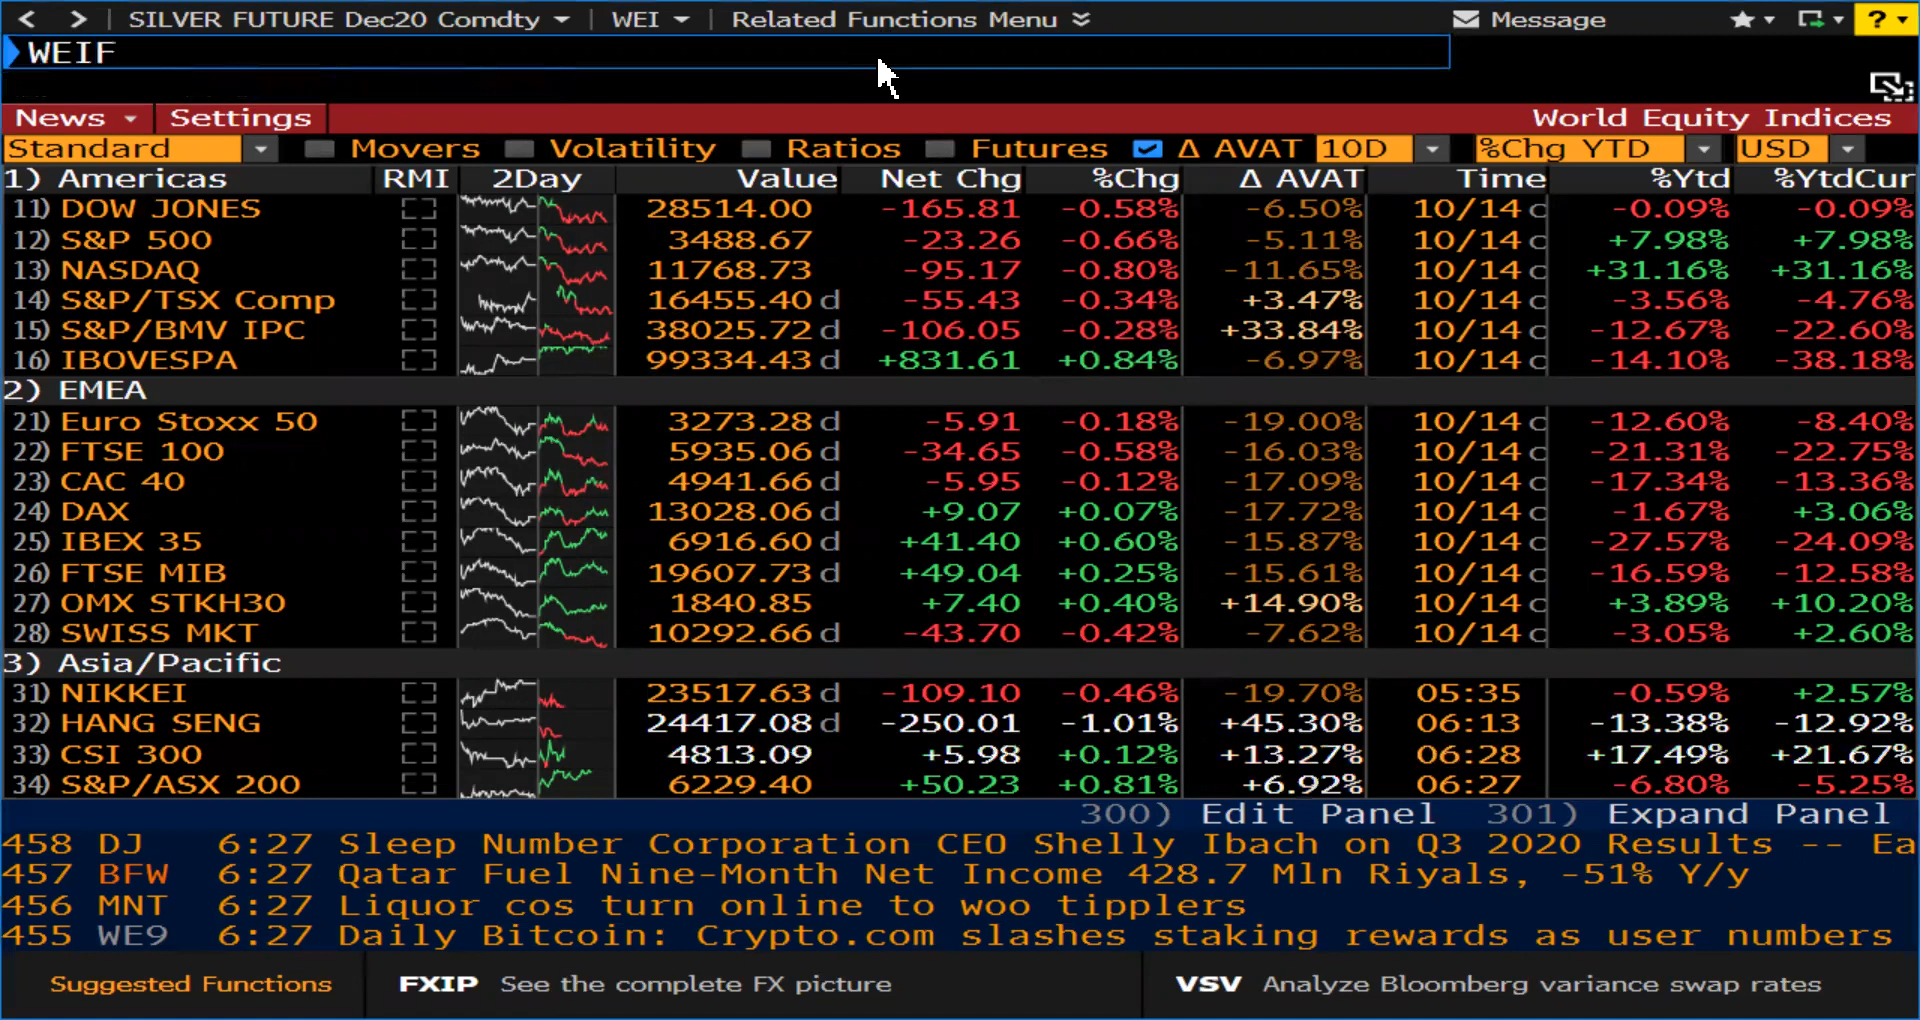 SILVER FUTURE Dec20 Comdty WEI Related Functions Menu Message ?
WEIF
News Settings World Equity Indices
Standard Movers Volatility Ratios Futures Δ AVAT 10D %Chg YTD USD
1) Americas RMI 2Day Value Net Chg %Chg Δ AVAT Time %Ytd %YtdCur
11) DOW JONES 28514.00 -165.81 -0.58% -6.50% 10/14 c -0.09% -0.09%
12) S&P 500 3488.67 -23.26 -0.66% -5.11% 10/14 c +7.98% +7.98%
13) NASDAQ 11768.73 -95.17 -0.80% -11.65% 10/14 c +31.16% +31.16%
14) S&P/TSX Comp 16455.40 d -55.43 -0.34% +3.47% 10/14 c -3.56% -4.76%
15) S&P/BMV IPC 38025.72 d -106.05 -0.28% +33.84% 10/14 c -12.67% -22.60%
16) IBOVESPA 99334.43 d +831.61 +0.84% -6.97% 10/14 c -14.10% -38.18%
2) EMEA
21) Euro Stoxx 50 3273.28 d -5.91 -0.18% -19.00% 10/14 c -12.60% -8.40%
22) FTSE 100 5935.06 d -34.65 -0.58% -16.03% 10/14 c -21.31% -22.75%
23) CAC 40 4941.66 d -5.95 -0.12% -17.09% 10/14 c -17.34% -13.36%
24) DAX 13028.06 d +9.07 +0.07% -17.72% 10/14 c -1.67% +3.06%
25) IBEX 35 6916.60 d +41.40 +0.60% -15.87% 10/14 c -27.57% -24.09%
26) FTSE MIB 19607.73 d +49.04 +0.25% -15.61% 10/14 c -16.59% -12.58%
27) OMX STKH30 1840.85 +7.40 +0.40% +14.90% 10/14 c +3.89% +10.20%
28) SWISS MKT 10292.66 d -43.70 -0.42% -7.62% 10/14 c -3.05% +2.60%
3) Asia/Pacific
31) NIKKEI 23517.63 d -109.10 -0.46% -19.70% 05:35 -0.59% +2.57%
32) HANG SENG 24417.08 d -250.01 -1.01% +45.30% 06:13 -13.38% -12.92%
33) CSI 300 4813.09 +5.98 +0.12% +13.27% 06:28 +17.49% +21.67%
34) S&P/ASX 200 6229.40 +50.23 +0.81% +6.92% 06:27 -6.80% -5.25%
300) Edit Panel 301) Expand Panel
458 DJ 6:27 Sleep Number Corporation CEO Shelly Ibach on Q3 2020 Results -- Ea
457 BFW 6:27 Qatar Fuel Nine-Month Net Income 428.7 Mln Riyals, -51% Y/y
456 MNT 6:27 Liquor cos turn online to woo tipplers
455 WE9 6:27 Daily Bitcoin: Crypto.com slashes staking rewards as user numbers
Suggested Functions FXIP See the complete FX picture VSV Analyze Bloomberg variance swap rates